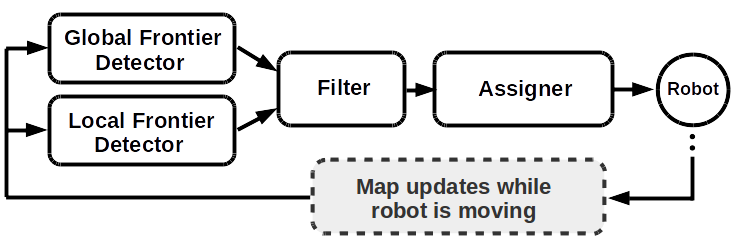 Global Frontier
Detector
Local Frontier
Detector
Filter
Assigner
Robot
Map updates while
robot is moving